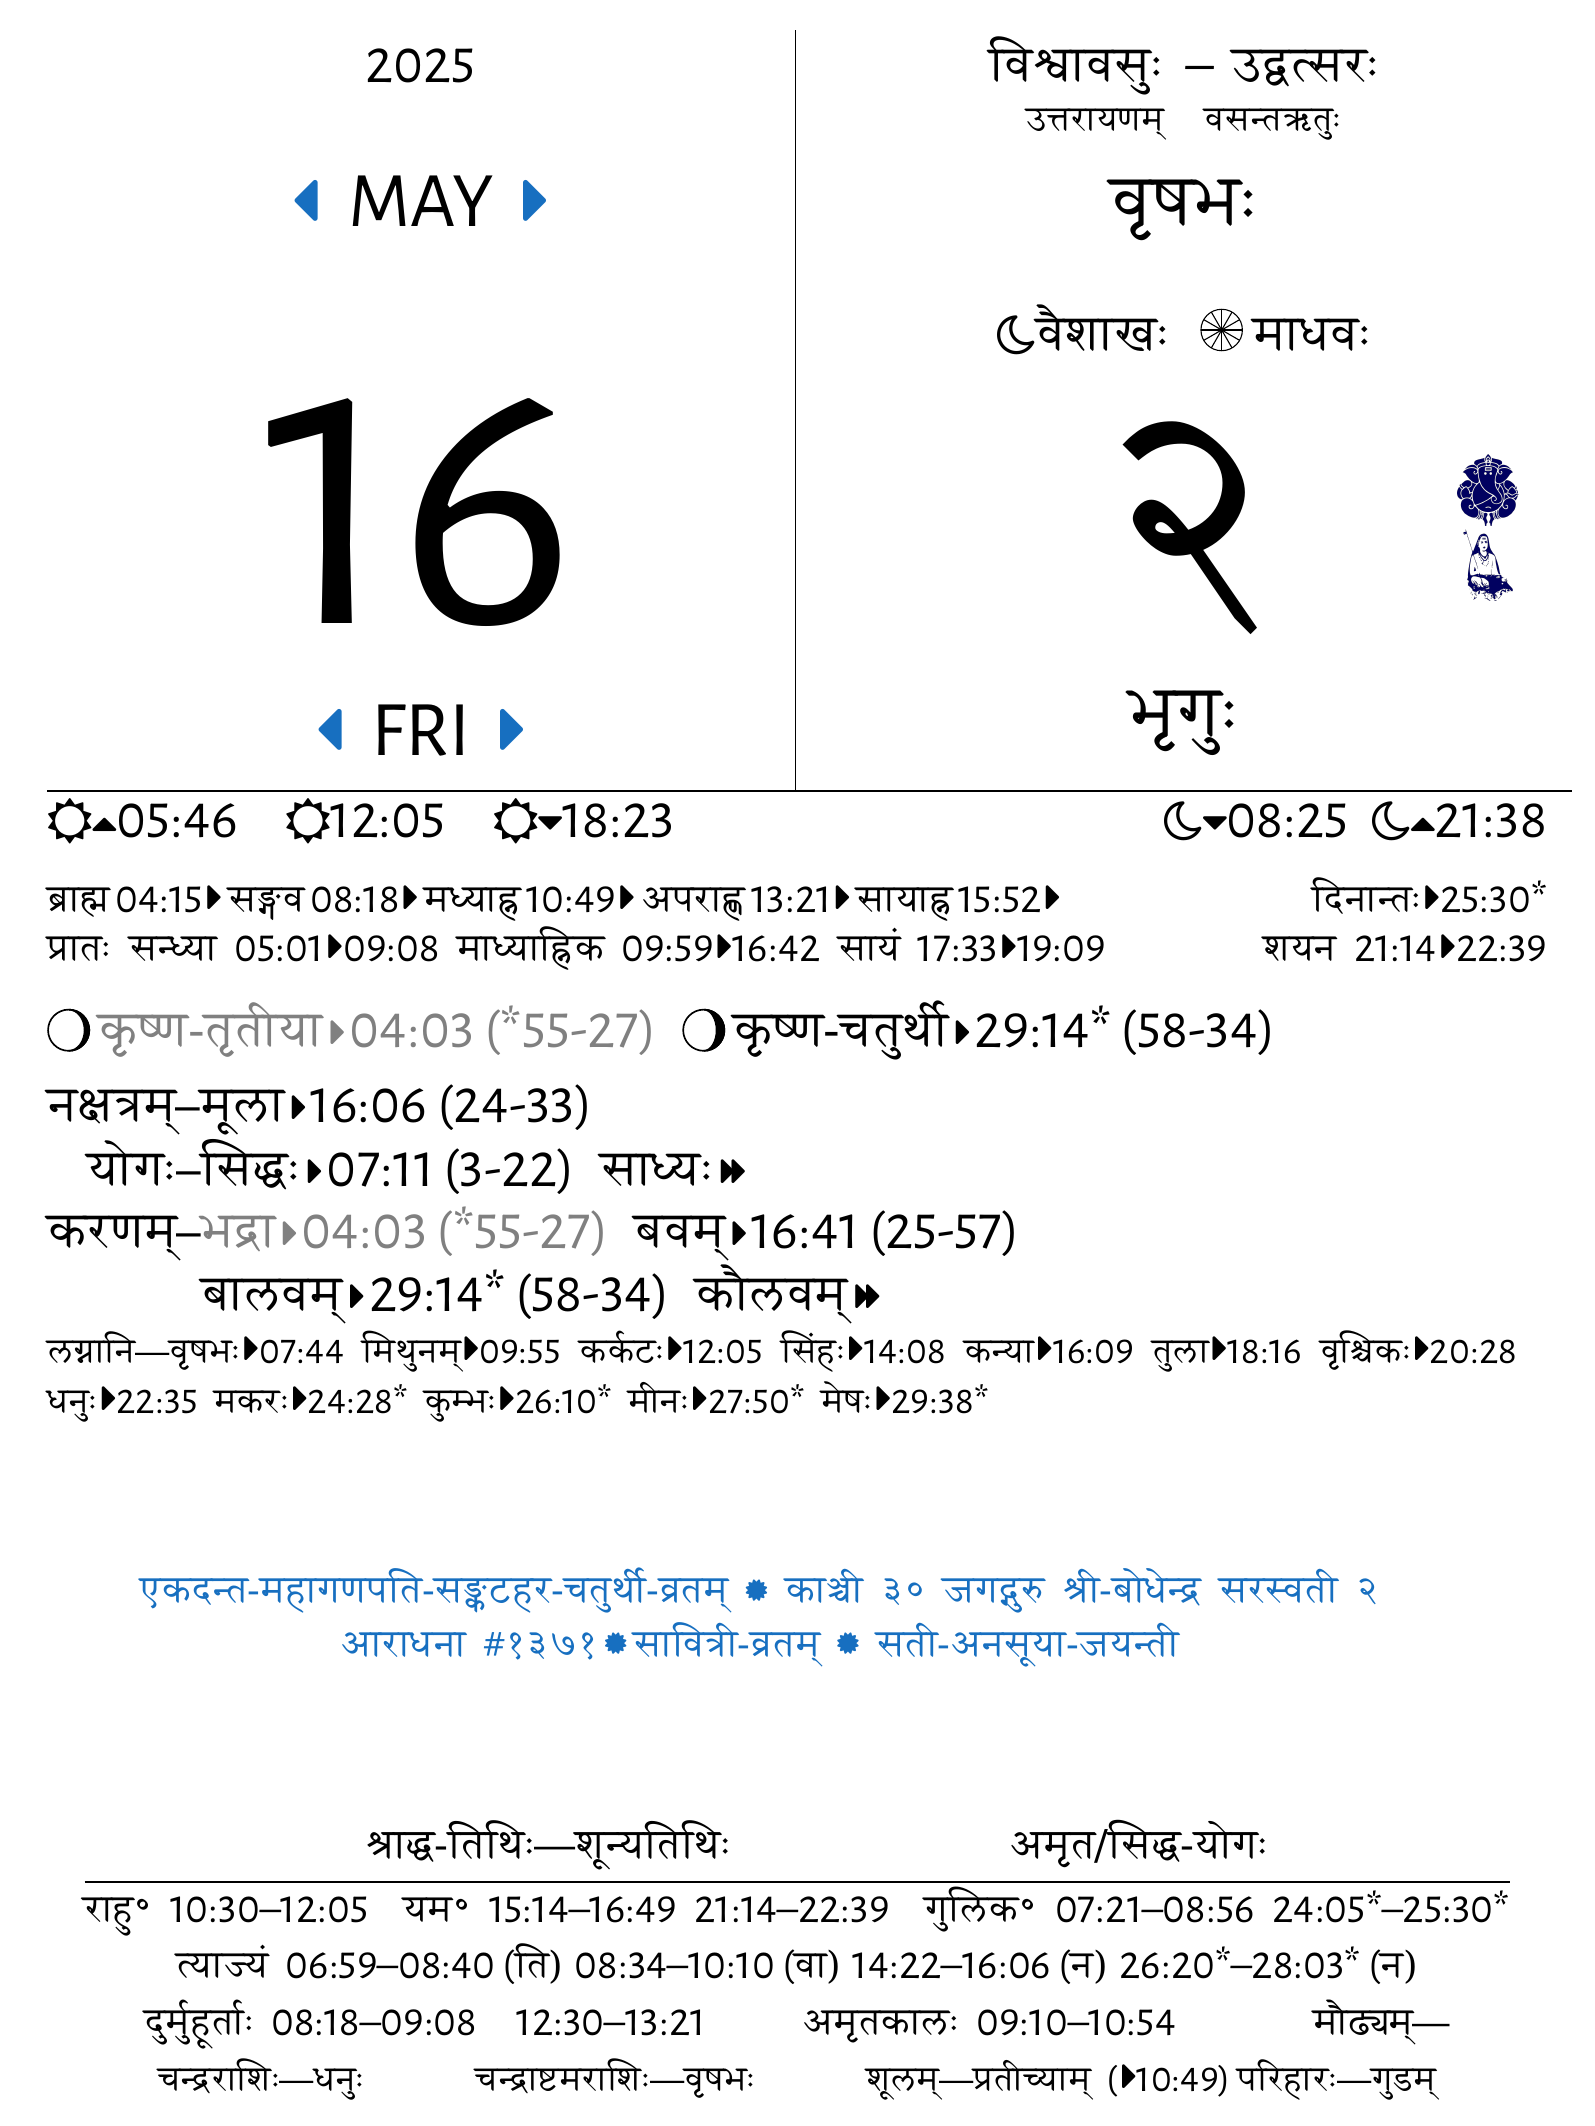 2025
MAY
16
FRI
विश्वावसुः – उद्वत्सरः
उत्तरायणम् वसन्तऋतुः
वृषभः
वैशाखः माधवः
२
भृगुः
05:46 12:05 18:23 08:25 21:38
ब्राह्म 04:15 सङ्गव 08:18 मध्याह्न 10:49 अपराह्ण 13:21 सायाह्न 15:52 दिनान्तः 25:30*
प्रातः सन्ध्या 05:01 09:08 माध्याह्निक 09:59 16:42 सायं 17:33 19:09 शयन 21:14 22:39
कृष्ण-तृतीया 04:03 (*55-27) कृष्ण-चतुर्थी 29:14* (58-34)
नक्षत्रम्–मूला 16:06 (24-33)
योगः–सिद्धः 07:11 (3-22) साध्यः
करणम्–भद्रा 04:03 (*55-27) बवम् 16:41 (25-57)
बालवम् 29:14* (58-34) कौलवम्
लग्नानि—वृषभः 07:44 मिथुनम् 09:55 कर्कटः 12:05 सिंहः 14:08 कन्या 16:09 तुला 18:16 वृश्चिकः 20:28
धनुः 22:35 मकरः 24:28* कुम्भः 26:10* मीनः 27:50* मेषः 29:38*
एकदन्त-महागणपति-सङ्कटहर-चतुर्थी-व्रतम् काञ्ची ३० जगद्गुरु श्री-बोधेन्द्र सरस्वती २
आराधना #१३७१ सावित्री-व्रतम् सती-अनसूया-जयन्ती
श्राद्ध-तिथिः—शून्यतिथिः अमृत/सिद्ध-योगः
राहु॰ 10:30–12:05 यम॰ 15:14–16:49 21:14–22:39 गुलिक॰ 07:21–08:56 24:05*–25:30*
त्याज्यं 06:59–08:40 (ति) 08:34–10:10 (वा) 14:22–16:06 (न) 26:20*–28:03* (न)
दुर्मुहूर्ताः 08:18–09:08 12:30–13:21 अमृतकालः 09:10–10:54 मौढ्यम्—
चन्द्रराशिः—धनुः चन्द्राष्टमराशिः—वृषभः शूलम्—प्रतीच्याम् (10:49) परिहारः—गुडम्